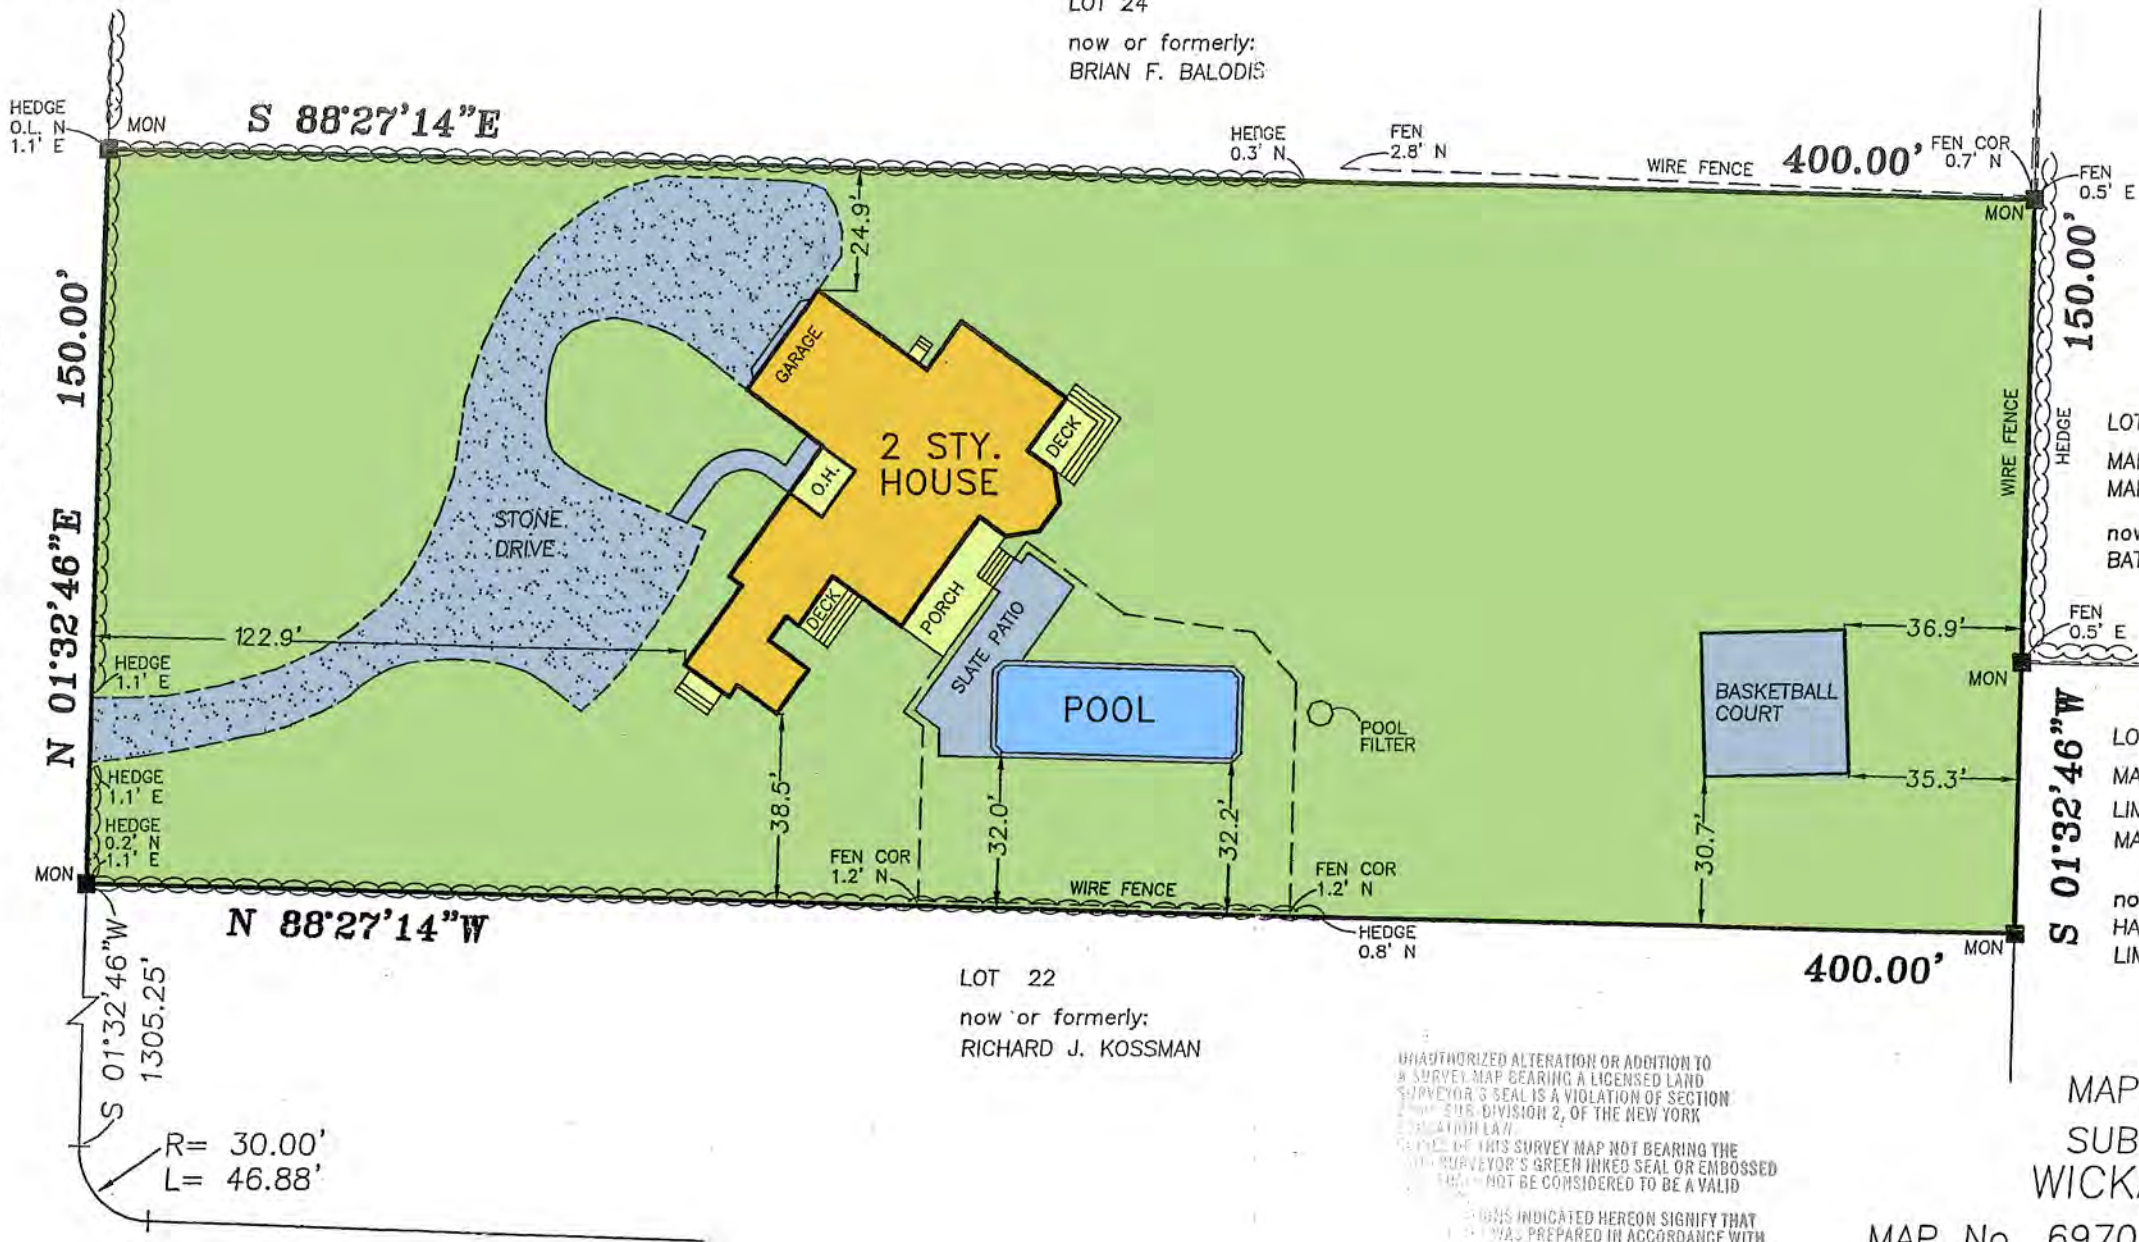 LOT 24
now or formerly:
BRIAN F. BALODIS
HEDGE
O.L. N
1.1' E
MON
S 88°27'14"E
HEDGE
0.3' N
FEN
2.8' N
WIRE FENCE
400.00'
FEN COR
0.7' N
FEN
0.5' E
MON
24.9'
150.00'
150.00'
GARAGE
2 STY.
HOUSE
DECK
O.H.
WIRE FENCE
HEDGE
STONE
DRIVE
N 01°32'46"E
DECK
PORCH
SLATE PATIO
122.9'
HEDGE
1.1' E
36.9'
FEN
0.5' E
MON
POOL
BASKETBALL
COURT
POOL
FILTER
HEDGE
1.1' E
35.3'
S 01°32'46"W
38.5'
32.0'
32.2'
30.7'
HEDGE
0.2' N
1.1' E
FEN COR
1.2' N
WIRE FENCE
FEN COR
1.2' N
MON
N 88°27'14"W
HEDGE
0.8' N
MON
400.00'
S 01°32'46"W
1305.25'
LOT 22
now or formerly:
RICHARD J. KOSSMAN
R= 30.00'
L= 46.88'
UNAUTHORIZED ALTERATION OR ADDITION TO
A SURVEY MAP BEARING A LICENSED LAND
SURVEYOR'S SEAL IS A VIOLATION OF SECTION
SUB-DIVISION 2, OF THE NEW YORK
EDUCATION LAW.
OF THIS SURVEY MAP NOT BEARING THE
SURVEYOR'S GREEN INKED SEAL OR EMBOSSED
NOT BE CONSIDERED TO BE A VALID
INDICATED HEREON SIGNIFY THAT
WAS PREPARED IN ACCORDANCE WITH
MAP
SUB
WICK
MAP No. 6970